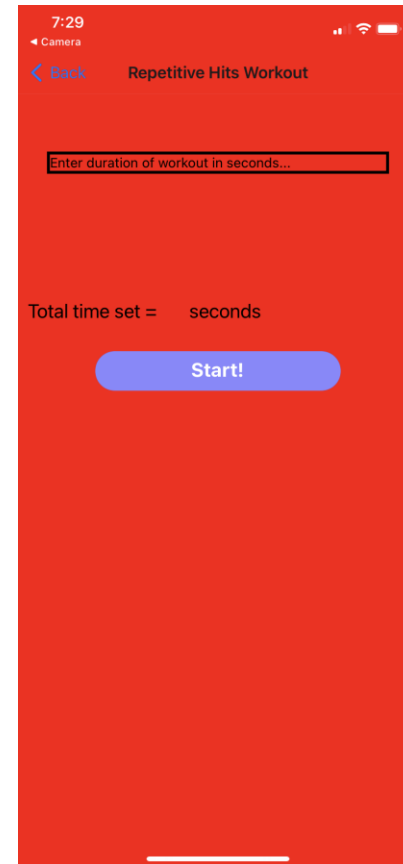 7:29
◀ Camera
Back
Repetitive Hits Workout
Enter duration of workout in seconds...
Total time set = seconds
Start!